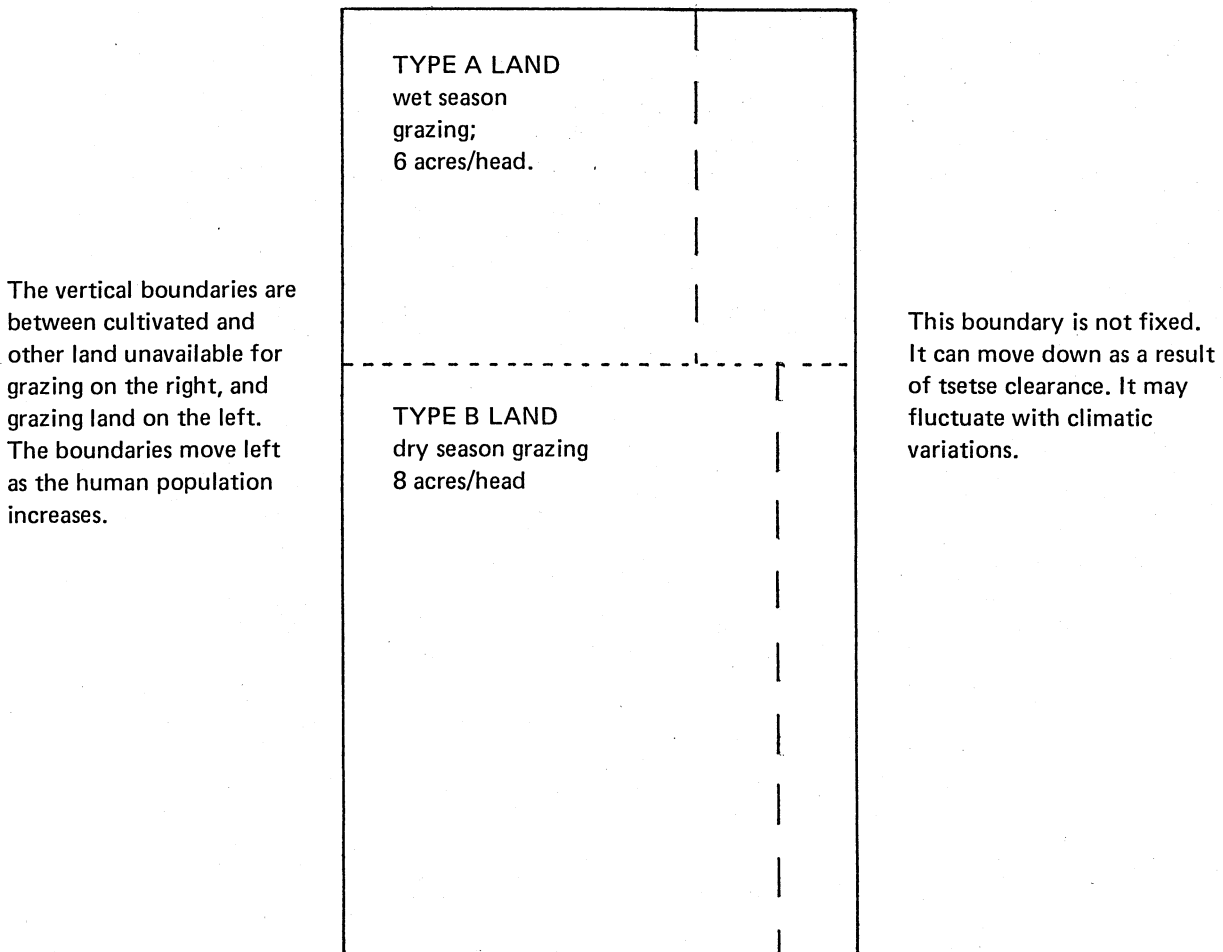 TYPE A LAND
wet season
grazing;
6 acres/head.
The vertical boundaries are
between cultivated and
other land unavailable for
grazing on the right, and
grazing land on the left.
The boundaries move left
as the human population
increases.
This boundary is not fixed.
It can move down as a result
of tsetse clearance. It may
fluctuate with climatic
variations.
TYPE B LAND
dry season grazing
8 acres/head